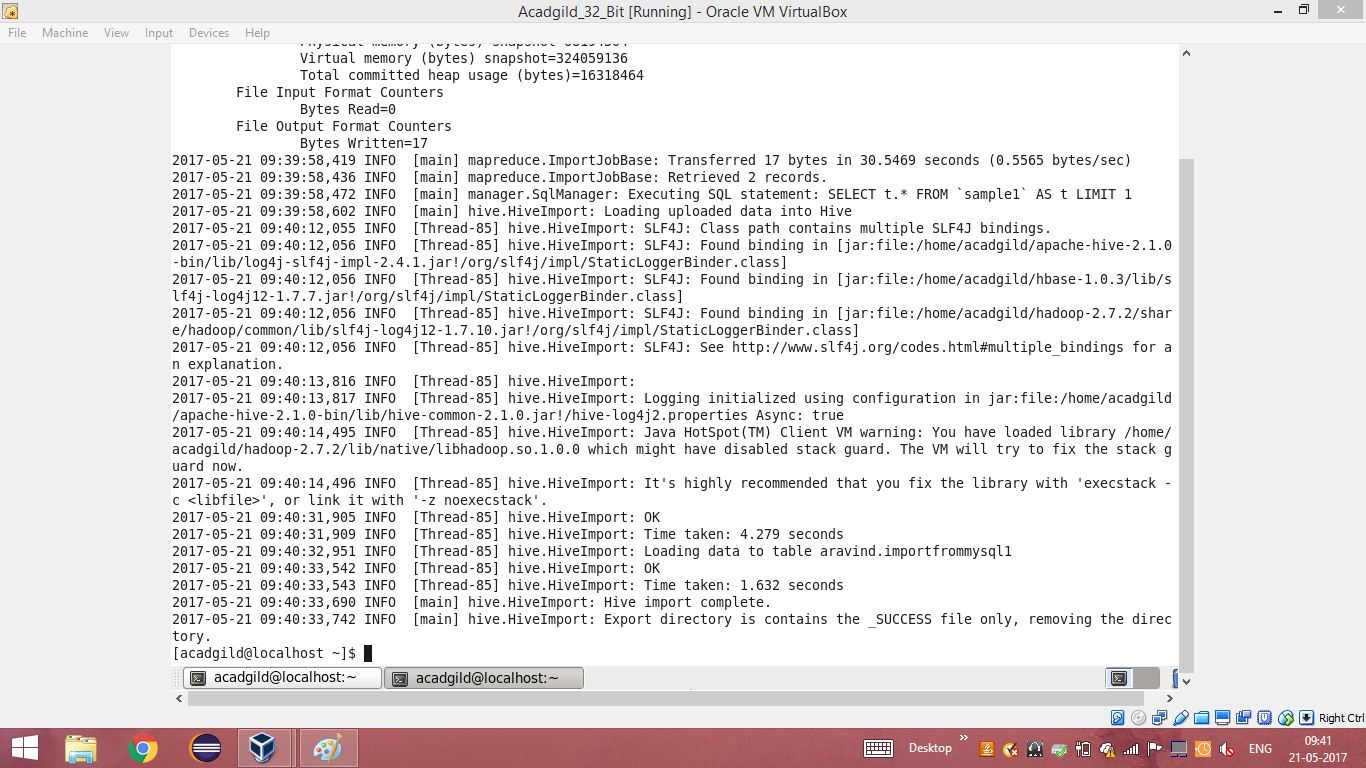 Acadgild_32_Bit [Running] - Oracle VM VirtualBox
File Machine View Input Devices Help
Virtual memory (bytes) snapshot=324059136
Total committed heap usage (bytes)=16318464
File Input Format Counters
Bytes Read=0
File Output Format Counters
Bytes Written=17
2017-05-21 09:39:58,419 INFO  [main] mapreduce.ImportJobBase: Transferred 17 bytes in 30.5469 seconds (0.5565 bytes/sec)
2017-05-21 09:39:58,436 INFO  [main] mapreduce.ImportJobBase: Retrieved 2 records.
2017-05-21 09:39:58,472 INFO  [main] manager.SqlManager: Executing SQL statement: SELECT t.* FROM `sample1` AS t LIMIT 1
2017-05-21 09:39:58,602 INFO  [main] hive.HiveImport: Loading uploaded data into Hive
2017-05-21 09:40:12,055 INFO  [Thread-85] hive.HiveImport: SLF4J: Class path contains multiple SLF4J bindings.
2017-05-21 09:40:12,056 INFO  [Thread-85] hive.HiveImport: SLF4J: Found binding in [jar:file:/home/acadgild/apache-hive-2.1.0
-bin/lib/log4j-slf4j-impl-2.4.1.jar!/org/slf4j/impl/StaticLoggerBinder.class]
2017-05-21 09:40:12,056 INFO  [Thread-85] hive.HiveImport: SLF4J: Found binding in [jar:file:/home/acadgild/hbase-1.0.3/lib/s
lf4j-log4j12-1.7.7.jar!/org/slf4j/impl/StaticLoggerBinder.class]
2017-05-21 09:40:12,056 INFO  [Thread-85] hive.HiveImport: SLF4J: Found binding in [jar:file:/home/acadgild/hadoop-2.7.2/shar
e/hadoop/common/lib/slf4j-log4j12-1.7.10.jar!/org/slf4j/impl/StaticLoggerBinder.class]
2017-05-21 09:40:12,056 INFO  [Thread-85] hive.HiveImport: SLF4J: See http://www.slf4j.org/codes.html#multiple_bindings for a
n explanation.
2017-05-21 09:40:13,816 INFO  [Thread-85] hive.HiveImport:
2017-05-21 09:40:13,817 INFO  [Thread-85] hive.HiveImport: Logging initialized using configuration in jar:file:/home/acadgild
/apache-hive-2.1.0-bin/lib/hive-common-2.1.0.jar!/hive-log4j2.properties Async: true
2017-05-21 09:40:14,495 INFO  [Thread-85] hive.HiveImport: Java HotSpot(TM) Client VM warning: You have loaded library /home/
acadgild/hadoop-2.7.2/lib/native/libhadoop.so.1.0.0 which might have disabled stack guard. The VM will try to fix the stack g
uard now.
2017-05-21 09:40:14,496 INFO  [Thread-85] hive.HiveImport: It's highly recommended that you fix the library with 'execstack -
c <libfile>', or link it with '-z noexecstack'.
2017-05-21 09:40:31,905 INFO  [Thread-85] hive.HiveImport: OK
2017-05-21 09:40:31,909 INFO  [Thread-85] hive.HiveImport: Time taken: 4.279 seconds
2017-05-21 09:40:32,951 INFO  [Thread-85] hive.HiveImport: Loading data to table aravind.importfrommysql1
2017-05-21 09:40:33,542 INFO  [Thread-85] hive.HiveImport: OK
2017-05-21 09:40:33,543 INFO  [Thread-85] hive.HiveImport: Time taken: 1.632 seconds
2017-05-21 09:40:33,690 INFO  [main] hive.HiveImport: Hive import complete.
2017-05-21 09:40:33,742 INFO  [main] hive.HiveImport: Export directory is contains the _SUCCESS file only, removing the direc
tory.
[acadgild@localhost ~]$
acadgild@localhost:~ acadgild@localhost:~
Right Ctrl
Desktop ENG 09:41
21-05-2017